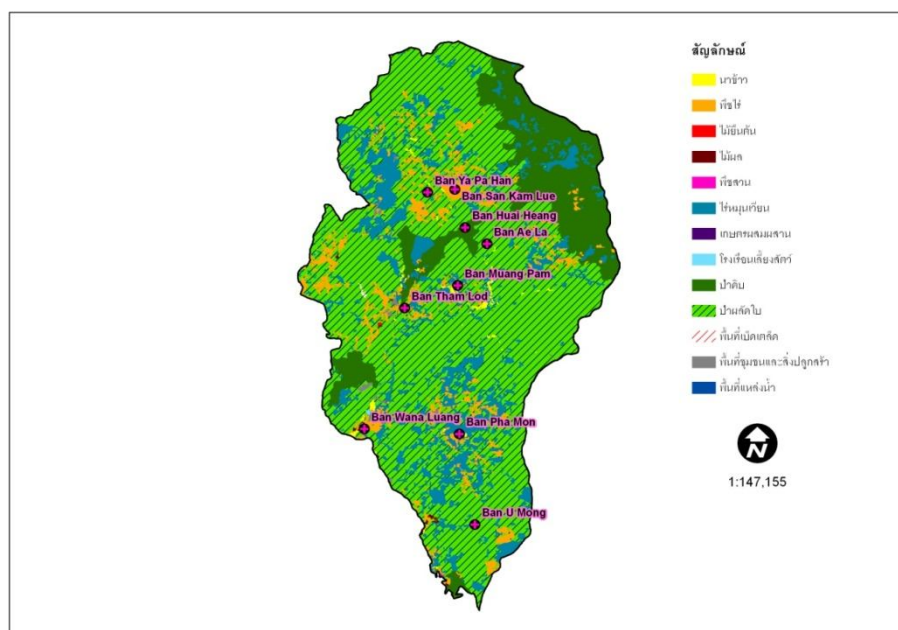 สัญลักษณ์
นาข้าว
พืชไร่
ไม้ยืนต้น
ไม้ผล
พืชสวน
ไร่หมุนเวียน
เกษตรผสมผสาน
โรงเรือนเลี้ยงสัตว์
ป่าดิบ
ป่าผลัดใบ
พื้นที่เบ็ดเตล็ด
พื้นที่ชุมชนและสิ่งปลูกสร้า
พื้นที่แหล่งน้ำ
N
1:147,155
Ban Ya Pa Han
Ban San Kam Lue
Ban Huai Heang
Ban Ae La
Ban Muang Pam
Ban Tham Lod
Ban Wana Luang
Ban Pha Mon
Ban U Mong